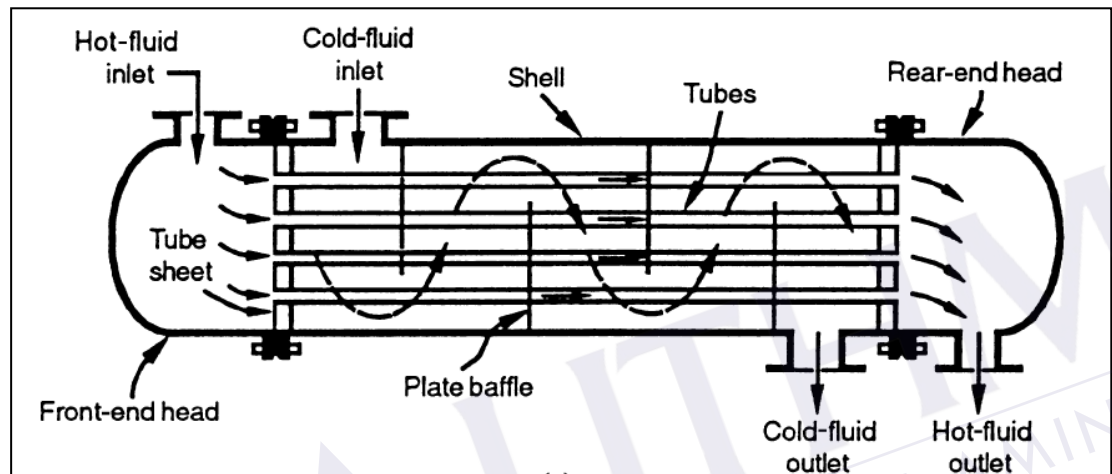 Hot-fluid
inlet
Cold-fluid
inlet
Shell
Tubes
Rear-end head
Tube
sheet
Front-end head
Plate baffle
Cold-fluid
outlet
Hot-fluid
outlet